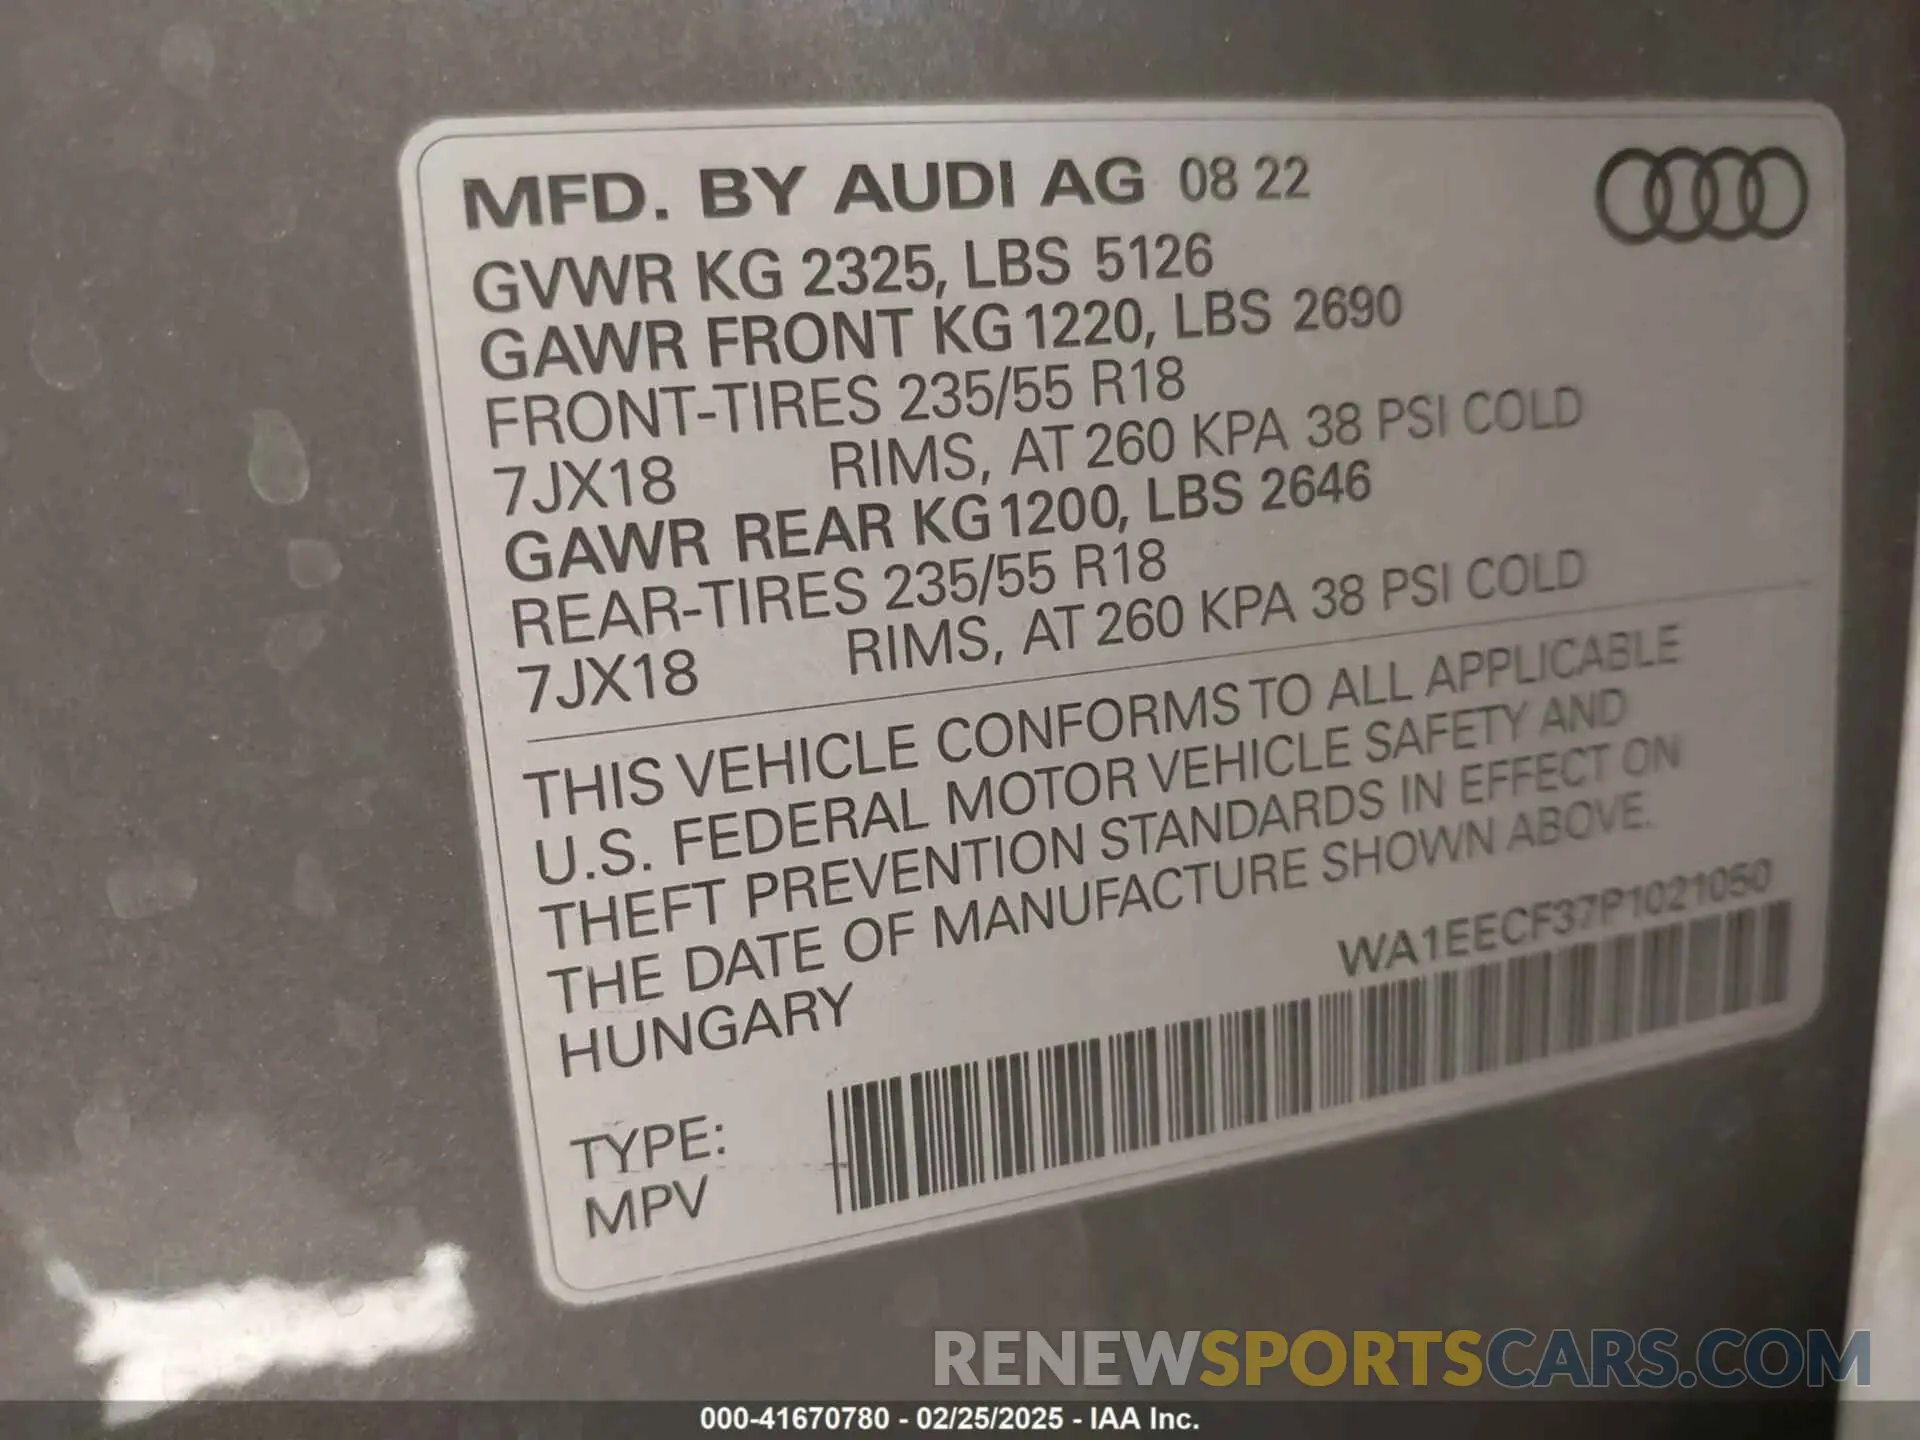 MFD. BY AUDI AG 08 22
GVWR KG 2325, LBS 5126
GAWR FRONT KG 1220, LBS 2690
FRONT-TIRES 235/55 R18
7JX18 RIMS, AT 260 KPA 38 PSI COLD
GAWR REAR KG 1200, LBS 2646
REAR-TIRES 235/55 R18
7JX18 RIMS, AT 260 KPA 38 PSI COLD
THIS VEHICLE CONFORMS TO ALL APPLICABLE
U.S. FEDERAL MOTOR VEHICLE SAFETY AND
THEFT PREVENTION STANDARDS IN EFFECT ON
THE DATE OF MANUFACTURE SHOWN ABOVE.
HUNGARY
WA1EECF37P1021050
TYPE:
MPV
RENEWSPORTSCARS.COM
000-41670780 - 02/25/2025 - IAA Inc.